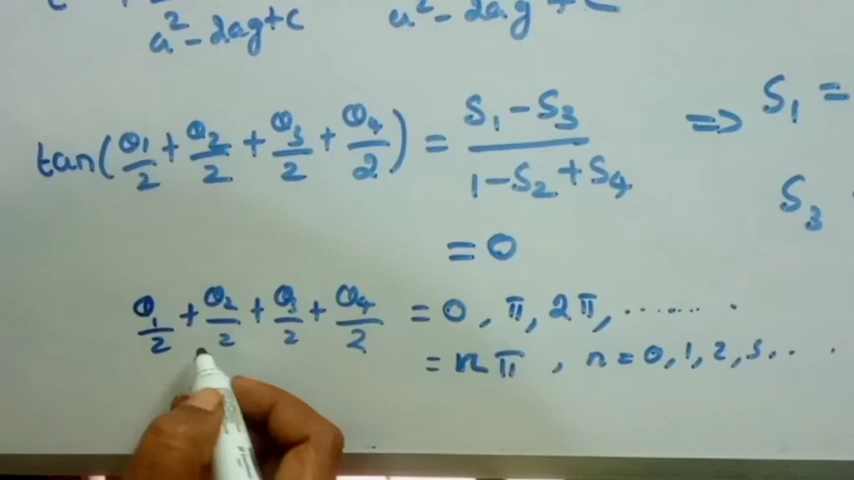 a² - 2ag + c    a² - 2ag + c
tan(θ1/2 + θ2/2 + θ3/2 + θ4/2) = (S1 - S3)/(1 - S2 + S4)    => S1 =
S3
= 0
θ1/2 + θ2/2 + θ3/2 + θ4/2 = 0, π, 2π, .......
= nπ, n = 0, 1, 2, 3...